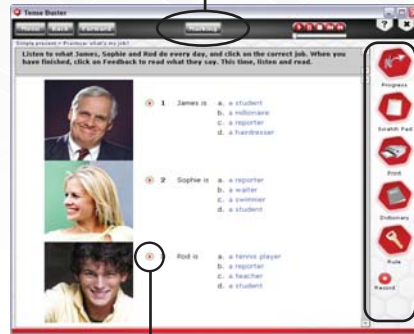 Tense Buster
Menu Back Forward Marking
Simple present > Practice: what's my job?
Listen to what James, Sophie and Rod do every day, and click on the correct job. When you
have finished, click on Feedback to read what they say. This time, listen and read.
1 James is a. a student
b. a millionaire
c. a reporter
d. a hairdresser
2 Sophie is a. a reporter
b. a waiter
c. a swimmer
d. a student
3 Rod is a. a tennis player
b. a reporter
c. a teacher
d. a student
Progress
Scratch Pad
Print
Dictionary
Rule
Record